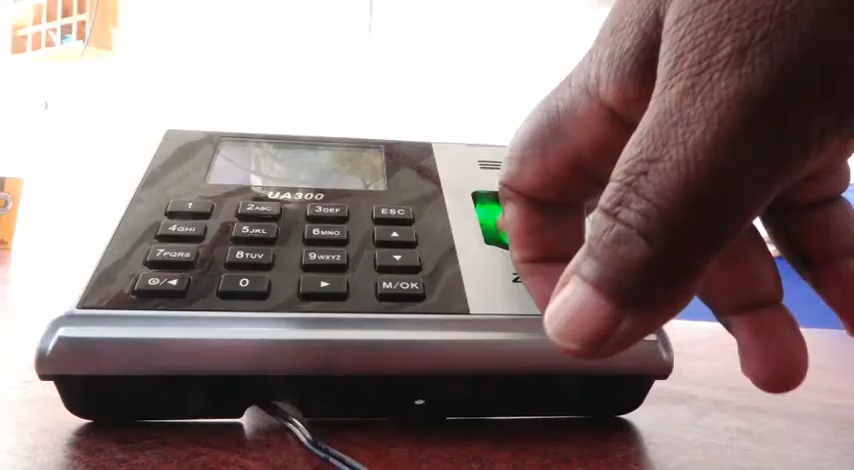 UA300
1 2ABC 3DEF ESC
4GHI 5JKL 6MNO ▲
7PQRS 8TUV 9WXYZ ▼
0 ► M/OK
Z